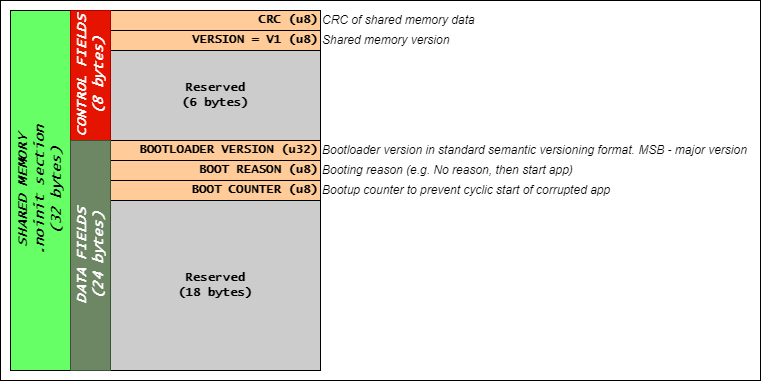 SHARED MEMORY
.noinit section
(32 bytes)
CONTROL FIELDS
(8 bytes)
CRC (u8) CRC of shared memory data
VERSION = V1 (u8) Shared memory version
Reserved
(6 bytes)
DATA FIELDS
(24 bytes)
BOOTLOADER VERSION (u32) Bootloader version in standard semantic versioning format. MSB - major version
BOOT REASON (u8) Booting reason (e.g. No reason, then start app)
BOOT COUNTER (u8) Bootup counter to prevent cyclic start of corrupted app
Reserved
(18 bytes)